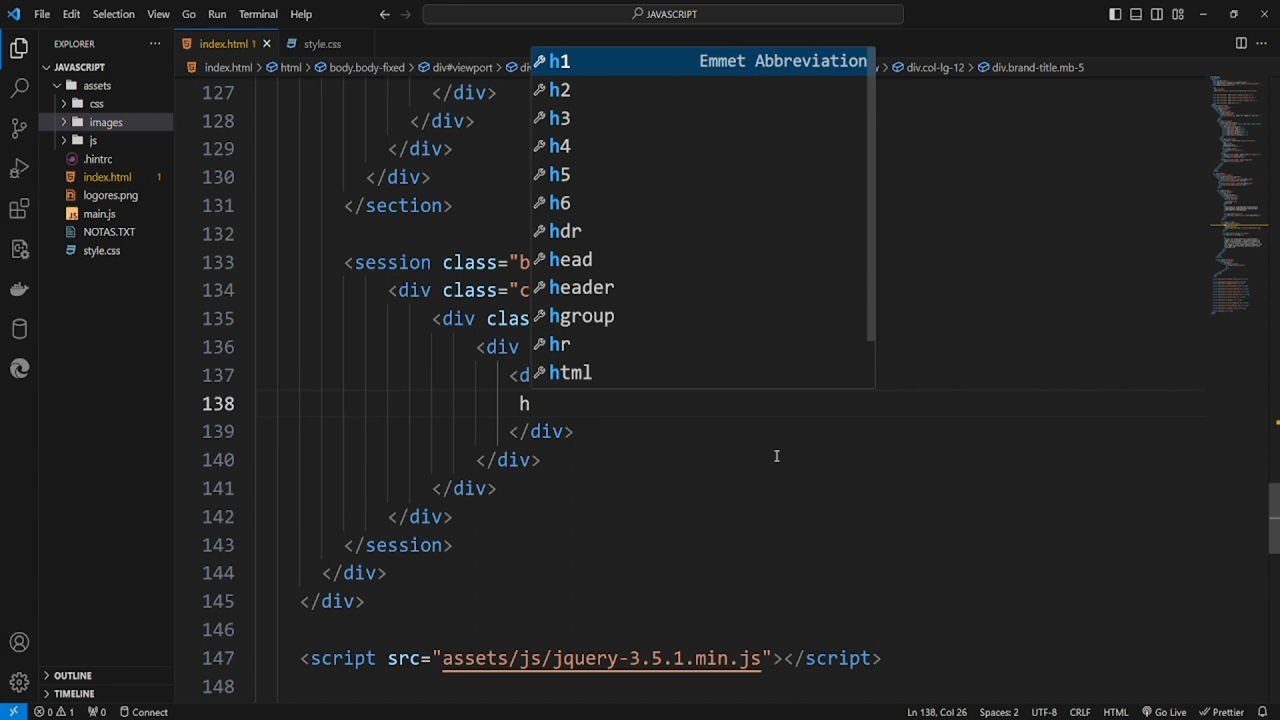 File Edit Selection View Go Run Terminal Help
JAVASCRIPT
EXPLORER
index.html 1
style.css
JAVASCRIPT
index.html > html > body.body-fixed > div#viewport > div
> div.col-lg-12 > div.brand-title.mb-5
assets
css
images
js
.hintrc
index.html 1
logores.png
main.js
NOTAS.TXT
style.css
h1 Emmet Abbreviation
h2
h3
h4
h5
h6
hdr
head
header
hgroup
hr
html
127 </div>
128 </div>
129 </div>
130 </div>
131 </section>
132
133 <session class="b
134 <div class="c
135 <div clas
136 <div
137 <d
138 h
139 </div>
140 </div>
141 </div>
142 </div>
143 </session>
144 </div>
145 </div>
146
147 <script src="assets/js/jquery-3.5.1.min.js"></script>
148
OUTLINE
TIMELINE
0 1 0 Connect
Ln 138, Col 26 Spaces: 2 UTF-8 CRLF HTML Go Live Prettier